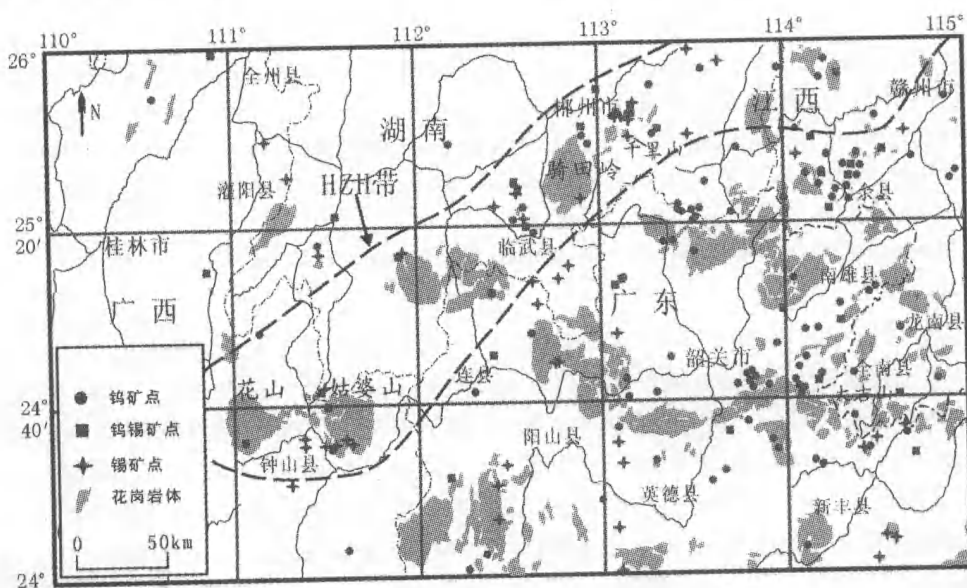 110° 111° 112° 113° 114° 115°
26°
全州县
N
湖 南
郴州市
江 西
赣州市
千里山
骑田岭
灌阳县
HZH带
大余县
25°
20′
桂林市
临武县
南雄县
广 西
广 东
龙南县
韶关市
连县
全南县
花山
姑婆山
24°
40′
钟山县
阳山县
英德县
新丰县
钨矿点
钨锡矿点
锡矿点
花岗岩体
0 50km
24°